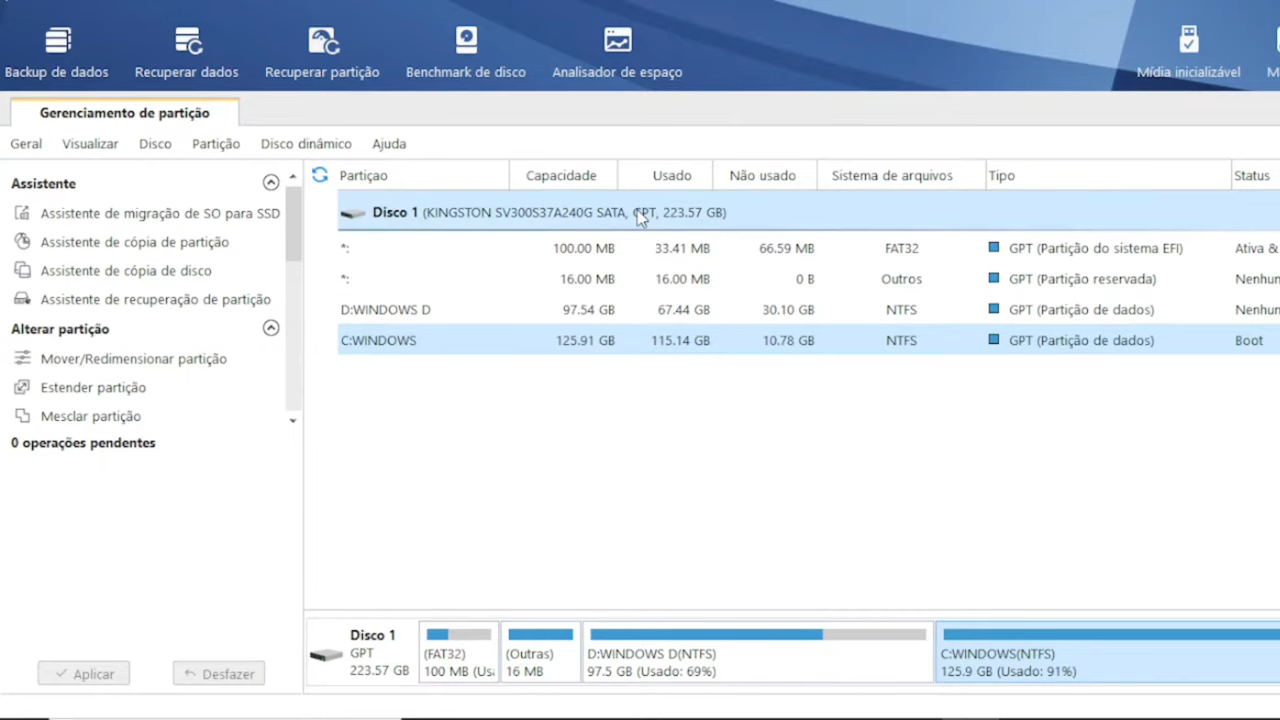 Backup de dados
Recuperar dados
Recuperar partição
Benchmark de disco
Analisador de espaço
Mídia inicializável
M
Gerenciamento de partição
Geral Visualizar Disco Partição Disco dinâmico Ajuda
Assistente
Assistente de migração de SO para SSD
Assistente de cópia de partição
Assistente de cópia de disco
Assistente de recuperação de partição
Alterar partição
Mover/Redimensionar partição
Estender partição
Mesclar partição
0 operações pendentes
Aplicar Desfazer
Partiçao Capacidade Usado Não usado Sistema de arquivos Tipo Status
Disco 1 (KINGSTON SV300S37A240G SATA, GPT, 223.57 GB)
*: 100.00 MB 33.41 MB 66.59 MB FAT32 GPT (Partição do sistema EFI) Ativa &
*: 16.00 MB 16.00 MB 0 B Outros GPT (Partição reservada) Nenhun
D:WINDOWS D 97.54 GB 67.44 GB 30.10 GB NTFS GPT (Partição de dados) Nenhun
C:WINDOWS 125.91 GB 115.14 GB 10.78 GB NTFS GPT (Partição de dados) Boot
Disco 1
GPT
223.57 GB
(FAT32)
100 MB (Us
(Outras)
16 MB
D:WINDOWS D(NTFS)
97.5 GB (Usado: 69%)
C:WINDOWS(NTFS)
125.9 GB (Usado: 91%)